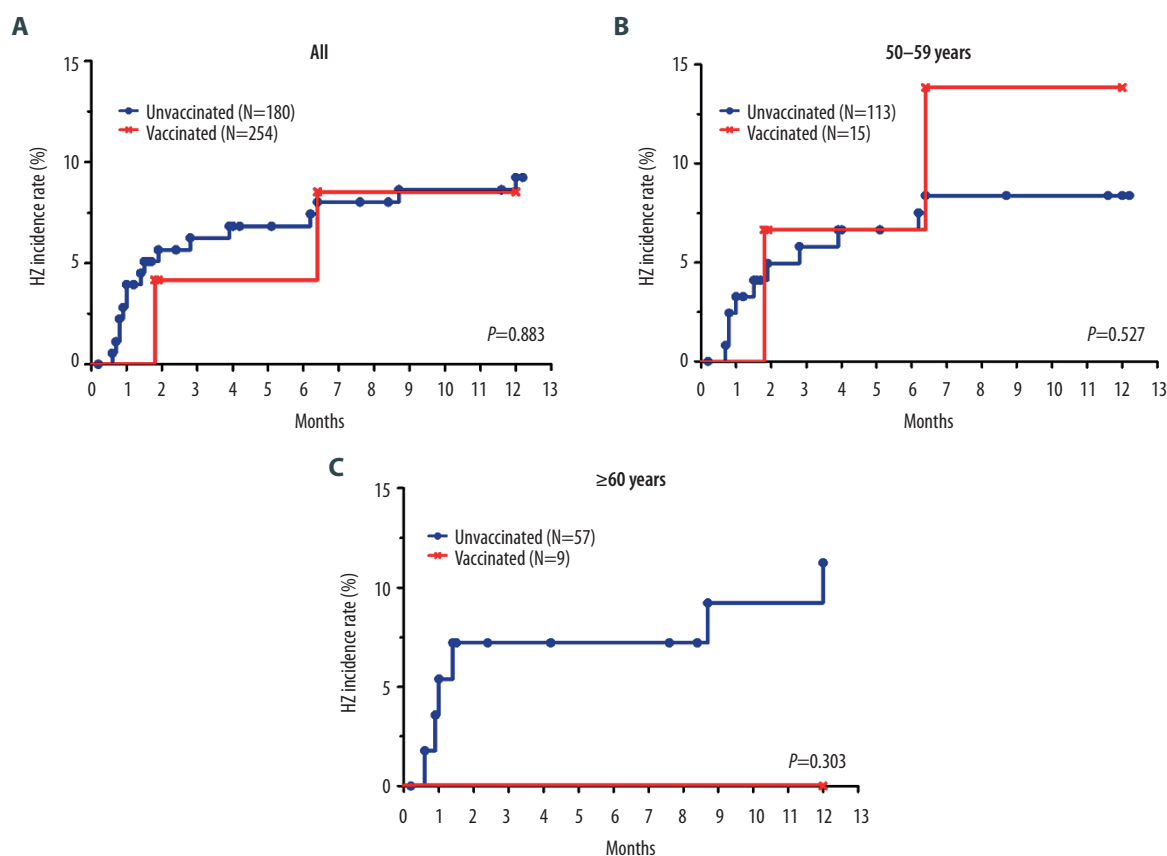 A
All
HZ incidence rate (%)
15
10
5
0
Unvaccinated (N=180)
Vaccinated (N=254)
P=0.883
0 1 2 3 4 5 6 7 8 9 10 11 12 13
Months
B
50–59 years
HZ incidence rate (%)
15
10
5
0
Unvaccinated (N=113)
Vaccinated (N=15)
P=0.527
0 1 2 3 4 5 6 7 8 9 10 11 12 13
Months
C
≥60 years
HZ incidence rate (%)
15
10
5
0
Unvaccinated (N=57)
Vaccinated (N=9)
P=0.303
0 1 2 3 4 5 6 7 8 9 10 11 12 13
Months